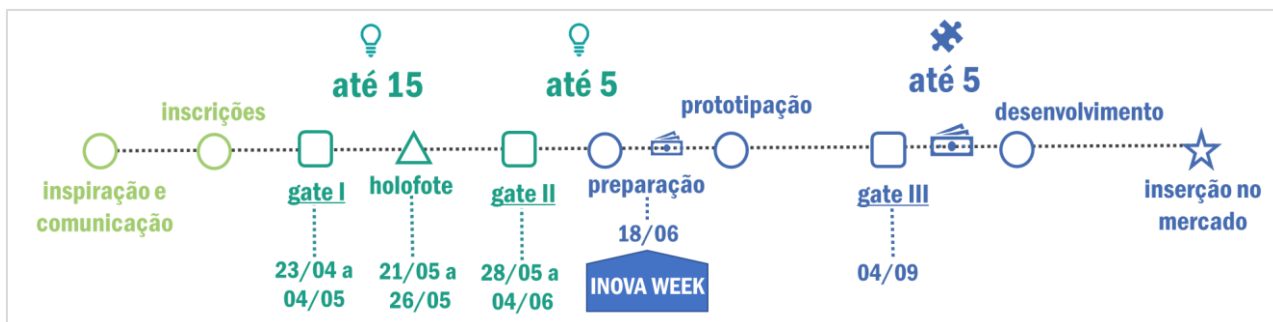 até 15
até 5
até 5
inscrições
prototipação
desenvolvimento
inspiração e
comunicação
gate I
holofote
gate II
preparação
gate III
inserção no
mercado
23/04 a
04/05
21/05 a
26/05
28/05 a
04/06
18/06
INOVA WEEK
04/09